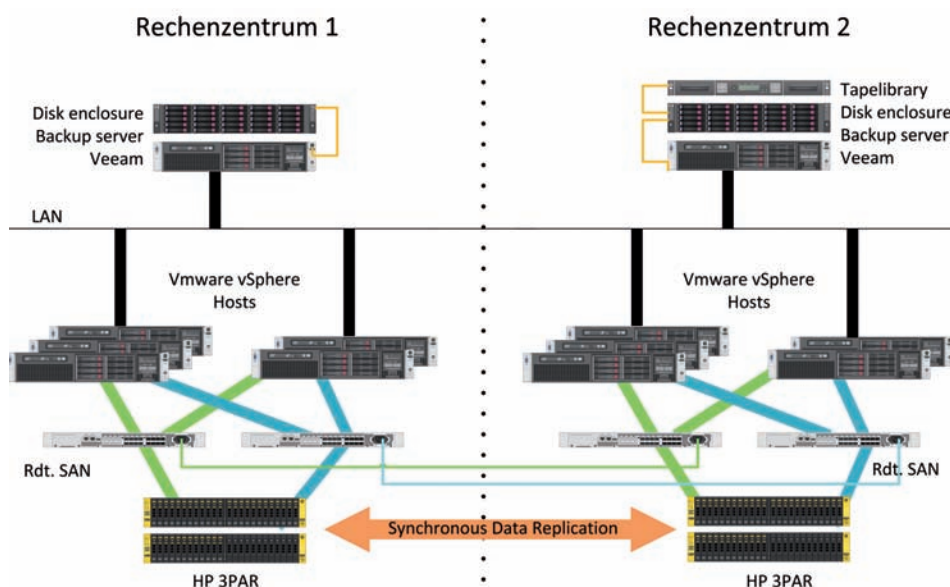 Rechenzentrum 1
Rechenzentrum 2
Disk enclosure
Backup server
Veeam
Tapelibrary
Disk enclosure
Backup server
Veeam
LAN
Vmware vSphere
Hosts
Vmware vSphere
Hosts
Rdt. SAN
Rdt. SAN
Synchronous Data Replication
HP 3PAR
HP 3PAR